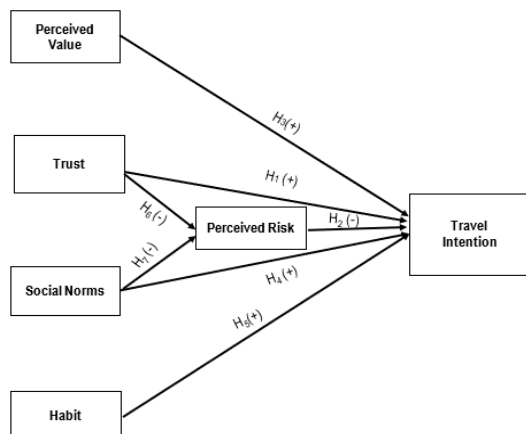 Perceived
Value
H3(+)
Trust
H1 (+)
H6 (-)
Perceived Risk
H2 (-)
Travel
Intention
H7(-)
Social Norms
H4(+)
H5(+)
Habit